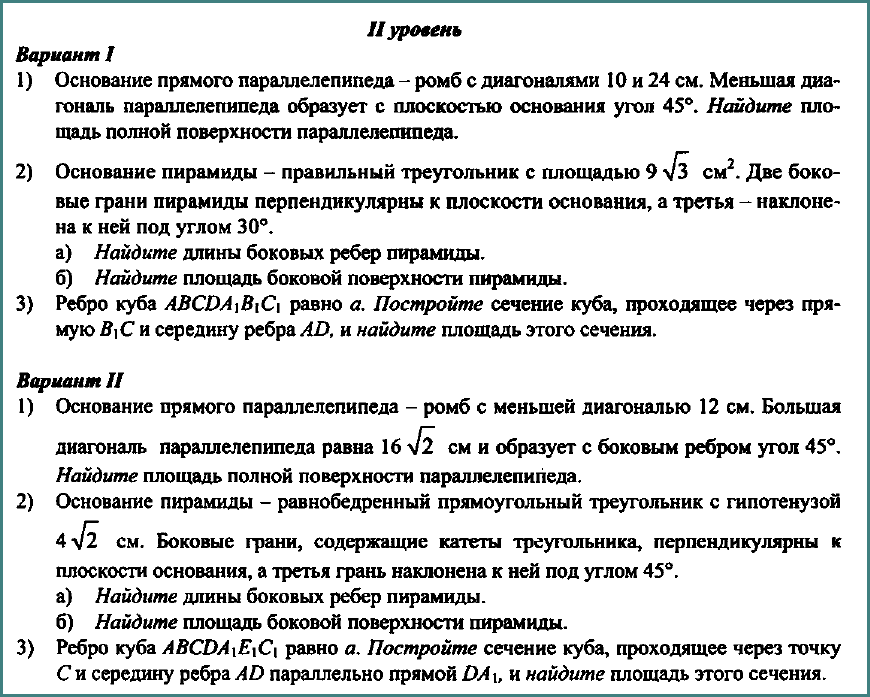 II уровень
Вариант I
1) Основание прямого параллелепипеда – ромб с диагоналями 10 и 24 см. Меньшая диа-
гональ параллелепипеда образует с плоскостью основания угол 45°. Найдите пло-
щадь полной поверхности параллелепипеда.
2) Основание пирамиды – правильный треугольник с площадью 9√3 см². Две боко-
вые грани пирамиды перпендикулярны к плоскости основания, а третья – наклоне-
на к ней под углом 30°.
а) Найдите длины боковых ребер пирамиды.
б) Найдите площадь боковой поверхности пирамиды.
3) Ребро куба ABCDA₁B₁C₁ равно a. Постройте сечение куба, проходящее через пря-
мую B₁C и середину ребра AD, и найдите площадь этого сечения.
Вариант II
1) Основание прямого параллелепипеда – ромб с меньшей диагональю 12 см. Большая
диагональ параллелепипеда равна 16√2 см и образует с боковым ребром угол 45°.
Найдите площадь полной поверхности параллелепипеда.
2) Основание пирамиды – равнобедренный прямоугольный треугольник с гипотенузой
4√2 см. Боковые грани, содержащие катеты треугольника, перпендикулярны к
плоскости основания, а третья грань наклонена к ней под углом 45°.
а) Найдите длины боковых ребер пирамиды.
б) Найдите площадь боковой поверхности пирамиды.
3) Ребро куба ABCDA₁E₁C₁ равно a. Постройте сечение куба, проходящее через точку
C и середину ребра AD параллельно прямой DA₁, и найдите площадь этого сечения.